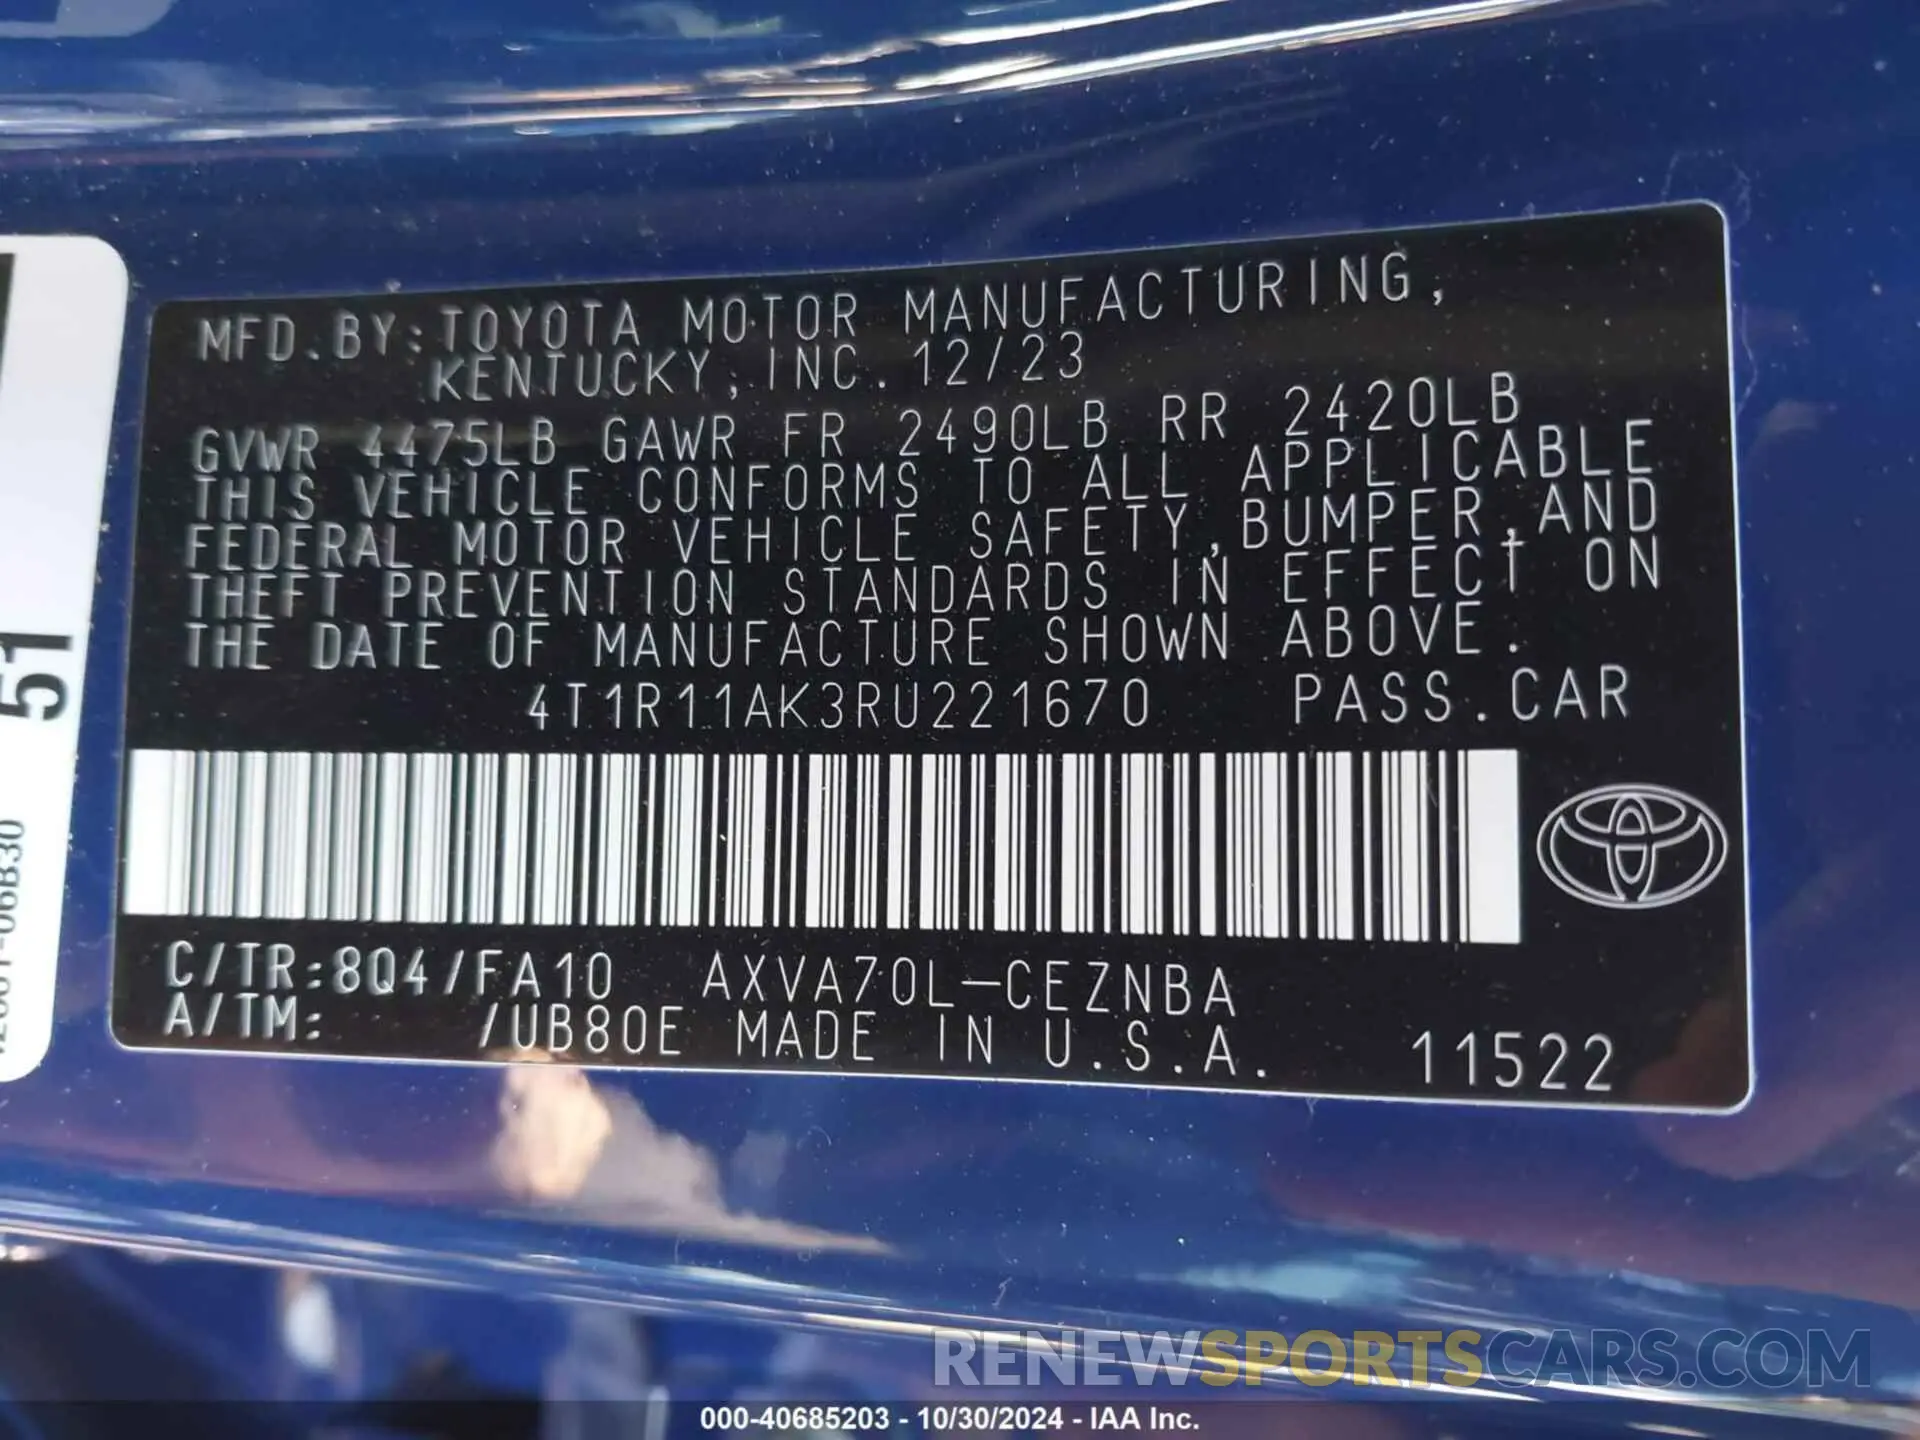 MFD.BY:TOYOTA MOTOR MANUFACTURING,
KENTUCKY, INC. 12/23
GVWR 4475LB GAWR FR 2490LB RR 2420LB
THIS VEHICLE CONFORMS TO ALL APPLICABLE
FEDERAL MOTOR VEHICLE SAFETY,BUMPER,AND
THEFT PREVENTION STANDARDS IN EFFECT ON
THE DATE OF MANUFACTURE SHOWN ABOVE.
4T1R11AK3RU221670 PASS.CAR
C/TR:8Q4/FA10 AXVA70L-CEZNBA
A/TM: /UB80E MADE IN U.S.A. 11522
51
RENEWSPORTSCARS.COM
000-40685203 - 10/30/2024 - IAA Inc.